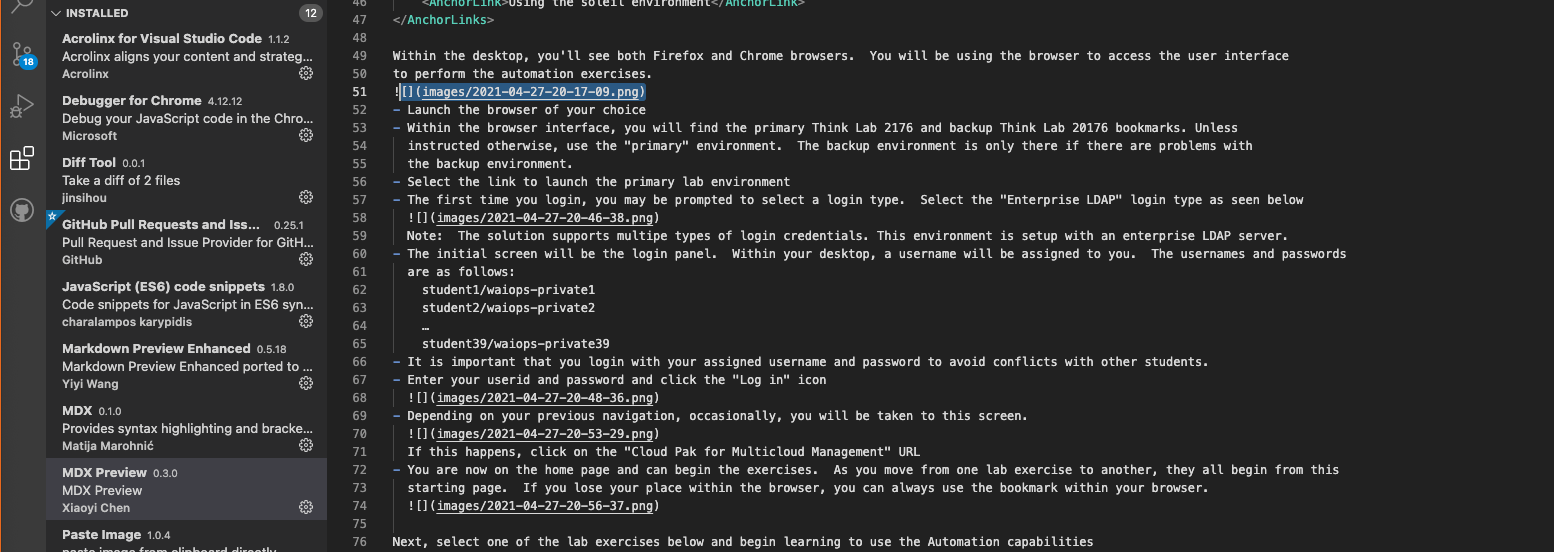 INSTALLED 12
Acrolinx for Visual Studio Code 1.1.2
Acrolinx aligns your content and strateg...
Acrolinx
18
Debugger for Chrome 4.12.12
Debug your JavaScript code in the Chro...
Microsoft
Diff Tool 0.0.1
Take a diff of 2 files
jinsihou
GitHub Pull Requests and Iss... 0.25.1
Pull Request and Issue Provider for GitH...
GitHub
JavaScript (ES6) code snippets 1.8.0
Code snippets for JavaScript in ES6 syn...
charalampos karypidis
Markdown Preview Enhanced 0.5.18
Markdown Preview Enhanced ported to ...
Yiyi Wang
MDX 0.1.0
Provides syntax highlighting and bracke...
Matija Marohnić
MDX Preview 0.3.0
MDX Preview
Xiaoyi Chen
Paste Image 1.0.4
paste image from clipboard directly
46 <AnchorLink>Using the soleil environment</AnchorLink>
47 </AnchorLinks>
48
49 Within the desktop, you'll see both Firefox and Chrome browsers.  You will be using the browser to access the user interface
50 to perform the automation exercises.
51 ![](images/2021-04-27-20-17-09.png)
52 - Launch the browser of your choice
53 - Within the browser interface, you will find the primary Think Lab 2176 and backup Think Lab 20176 bookmarks. Unless
54 instructed otherwise, use the "primary" environment.  The backup environment is only there if there are problems with
55 the backup environment.
56 - Select the link to launch the primary lab environment
57 - The first time you login, you may be prompted to select a login type.  Select the "Enterprise LDAP" login type as seen below
58 ![](images/2021-04-27-20-46-38.png)
59 Note:  The solution supports multipe types of login credentials. This environment is setup with an enterprise LDAP server.
60 - The initial screen will be the login panel.  Within your desktop, a username will be assigned to you.  The usernames and passwords
61 are as follows:
62 student1/waiops-private1
63 student2/waiops-private2
64 …
65 student39/waiops-private39
66 - It is important that you login with your assigned username and password to avoid conflicts with other students.
67 - Enter your userid and password and click the "Log in" icon
68 ![](images/2021-04-27-20-48-36.png)
69 - Depending on your previous navigation, occasionally, you will be taken to this screen.
70 ![](images/2021-04-27-20-53-29.png)
71 If this happens, click on the "Cloud Pak for Multicloud Management" URL
72 - You are now on the home page and can begin the exercises.  As you move from one lab exercise to another, they all begin from this
73 starting page.  If you lose your place within the browser, you can always use the bookmark within your browser.
74 ![](images/2021-04-27-20-56-37.png)
75
76 Next, select one of the lab exercises below and begin learning to use the Automation capabilities